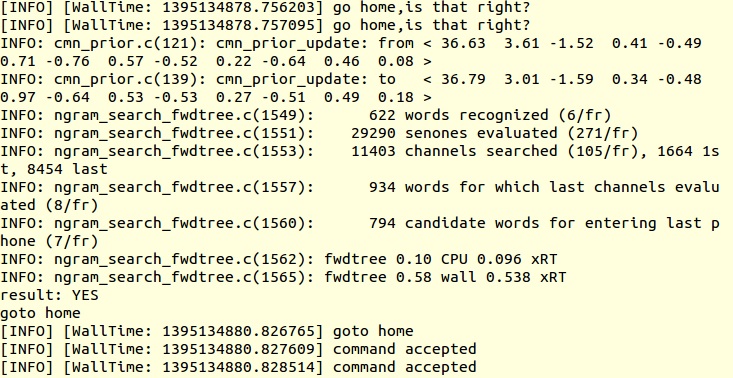 [INFO] [WallTime: 1395134878.756203] go home,is that right?
[INFO] [WallTime: 1395134878.757095] go home,is that right?
INFO: cmn_prior.c(121): cmn_prior_update: from < 36.63  3.61 -1.52  0.41 -0.49
0.71 -0.76  0.57 -0.52  0.22 -0.64  0.46  0.08 >
INFO: cmn_prior.c(139): cmn_prior_update: to   < 36.79  3.01 -1.59  0.34 -0.48
0.97 -0.64  0.53 -0.53  0.27 -0.51  0.49  0.18 >
INFO: ngram_search_fwdtree.c(1549):      622 words recognized (6/fr)
INFO: ngram_search_fwdtree.c(1551):    29290 senones evaluated (271/fr)
INFO: ngram_search_fwdtree.c(1553):    11403 channels searched (105/fr), 1664 1s
t, 8454 last
INFO: ngram_search_fwdtree.c(1557):      934 words for which last channels evalu
ated (8/fr)
INFO: ngram_search_fwdtree.c(1560):      794 candidate words for entering last p
hone (7/fr)
INFO: ngram_search_fwdtree.c(1562): fwdtree 0.10 CPU 0.096 xRT
INFO: ngram_search_fwdtree.c(1565): fwdtree 0.58 wall 0.538 xRT
result: YES
goto home
[INFO] [WallTime: 1395134880.826765] goto home
[INFO] [WallTime: 1395134880.827609] command accepted
[INFO] [WallTime: 1395134880.828514] command accepted